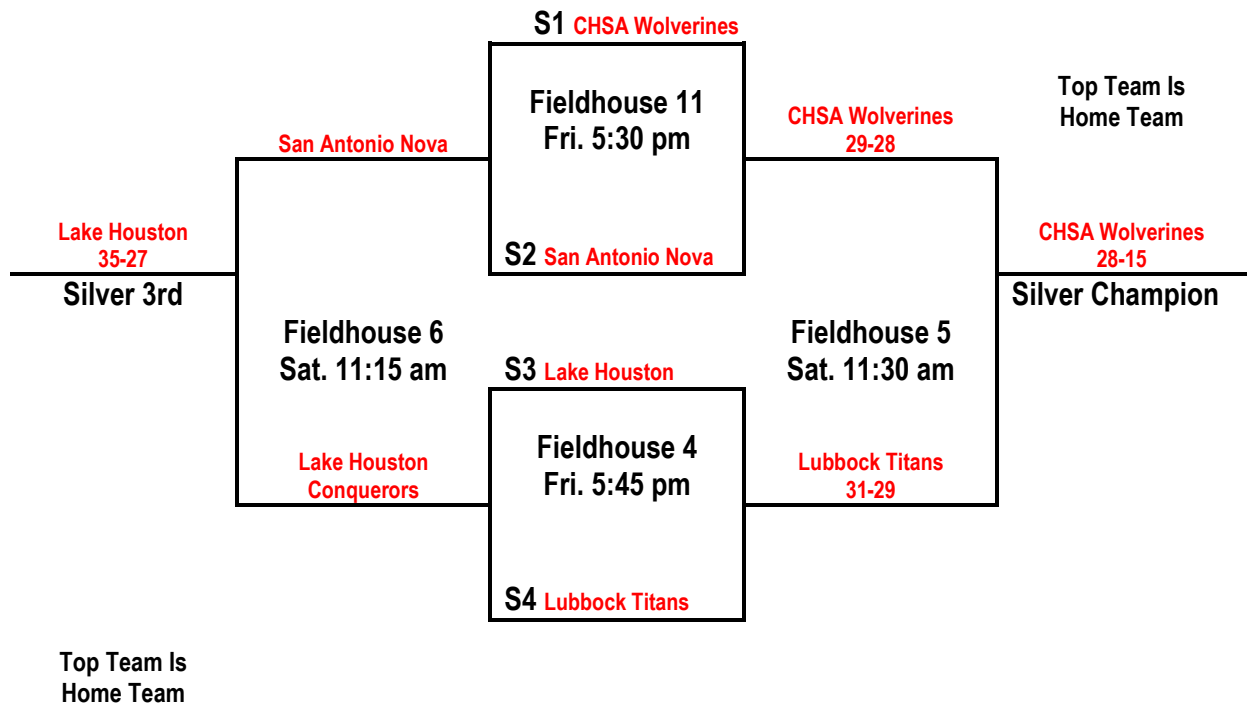 S1 CHSA Wolverines
Fieldhouse 11
Fri. 5:30 pm
Top Team Is
Home Team
San Antonio Nova
CHSA Wolverines
29-28
Lake Houston
35-27
Silver 3rd
S2 San Antonio Nova
CHSA Wolverines
28-15
Silver Champion
Fieldhouse 6
Sat. 11:15 am
Fieldhouse 5
Sat. 11:30 am
S3 Lake Houston
Fieldhouse 4
Fri. 5:45 pm
Lake Houston
Conquerors
Lubbock Titans
31-29
S4 Lubbock Titans
Top Team Is
Home Team